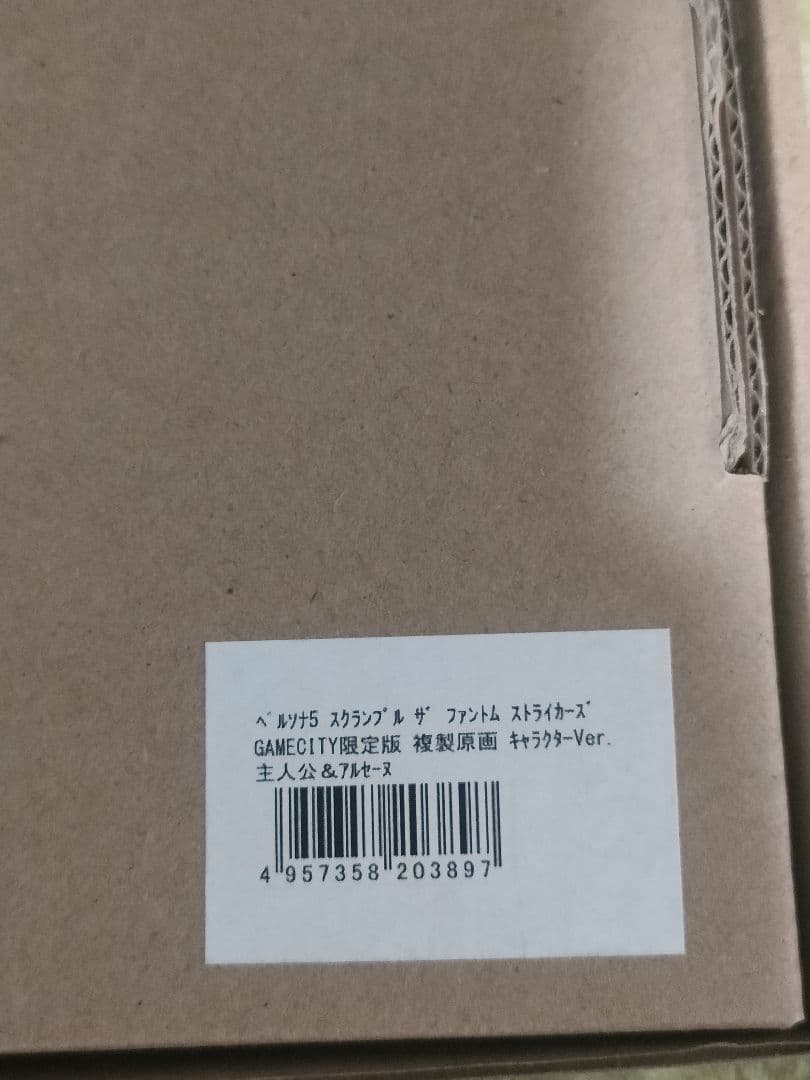 ﾍﾟﾙｿﾅ5 ｽｸﾗﾝﾌﾞﾙ ｻﾞ ﾌｧﾝﾄﾑ ｽﾄﾗｲｶｰｽﾞ
GAMECITY限定版 複製原画 ｷｬﾗｸﾀｰVer.
主人公＆ｱﾙｾｰﾇ
4 957358 203897